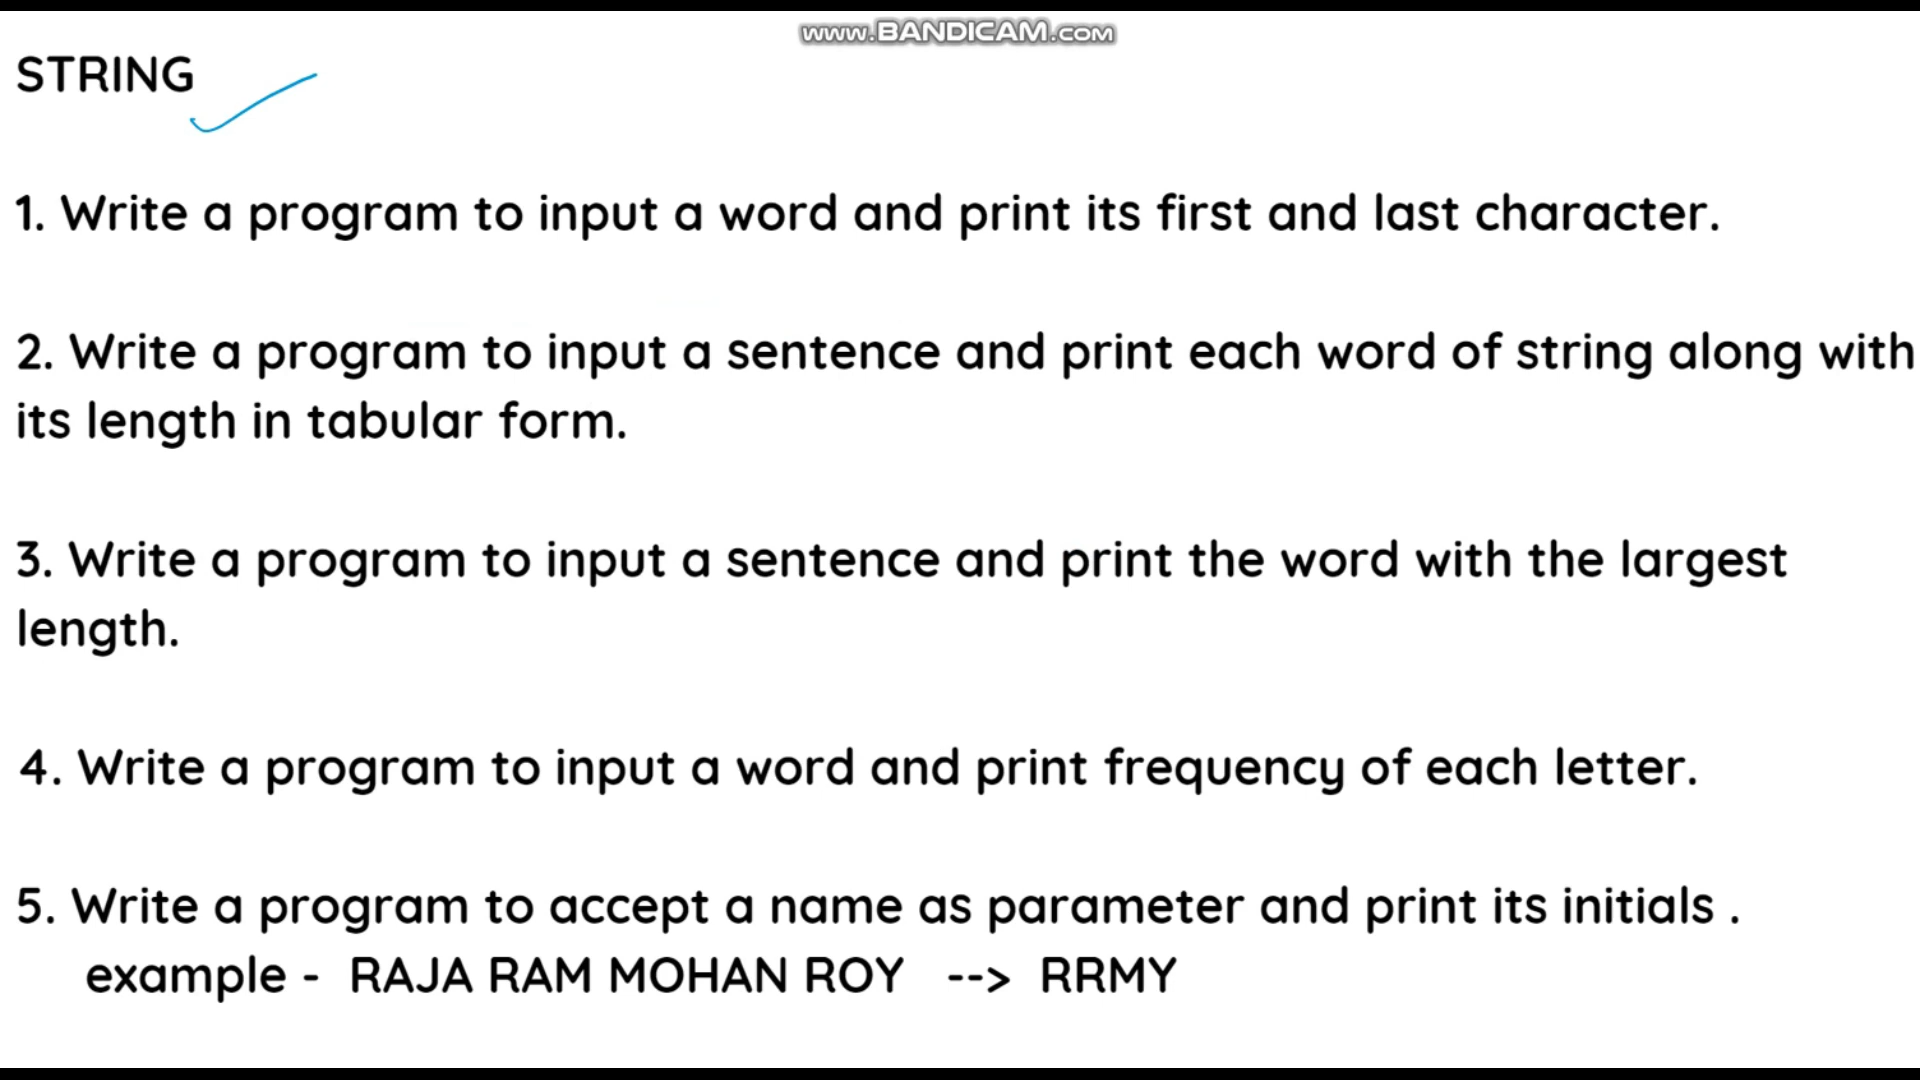 www.BANDICAM.com
STRING
1. Write a program to input a word and print its first and last character.
2. Write a program to input a sentence and print each word of string along with
its length in tabular form.
3. Write a program to input a sentence and print the word with the largest
length.
4. Write a program to input a word and print frequency of each letter.
5. Write a program to accept a name as parameter and print its initials .
example - RAJA RAM MOHAN ROY --> RRMY